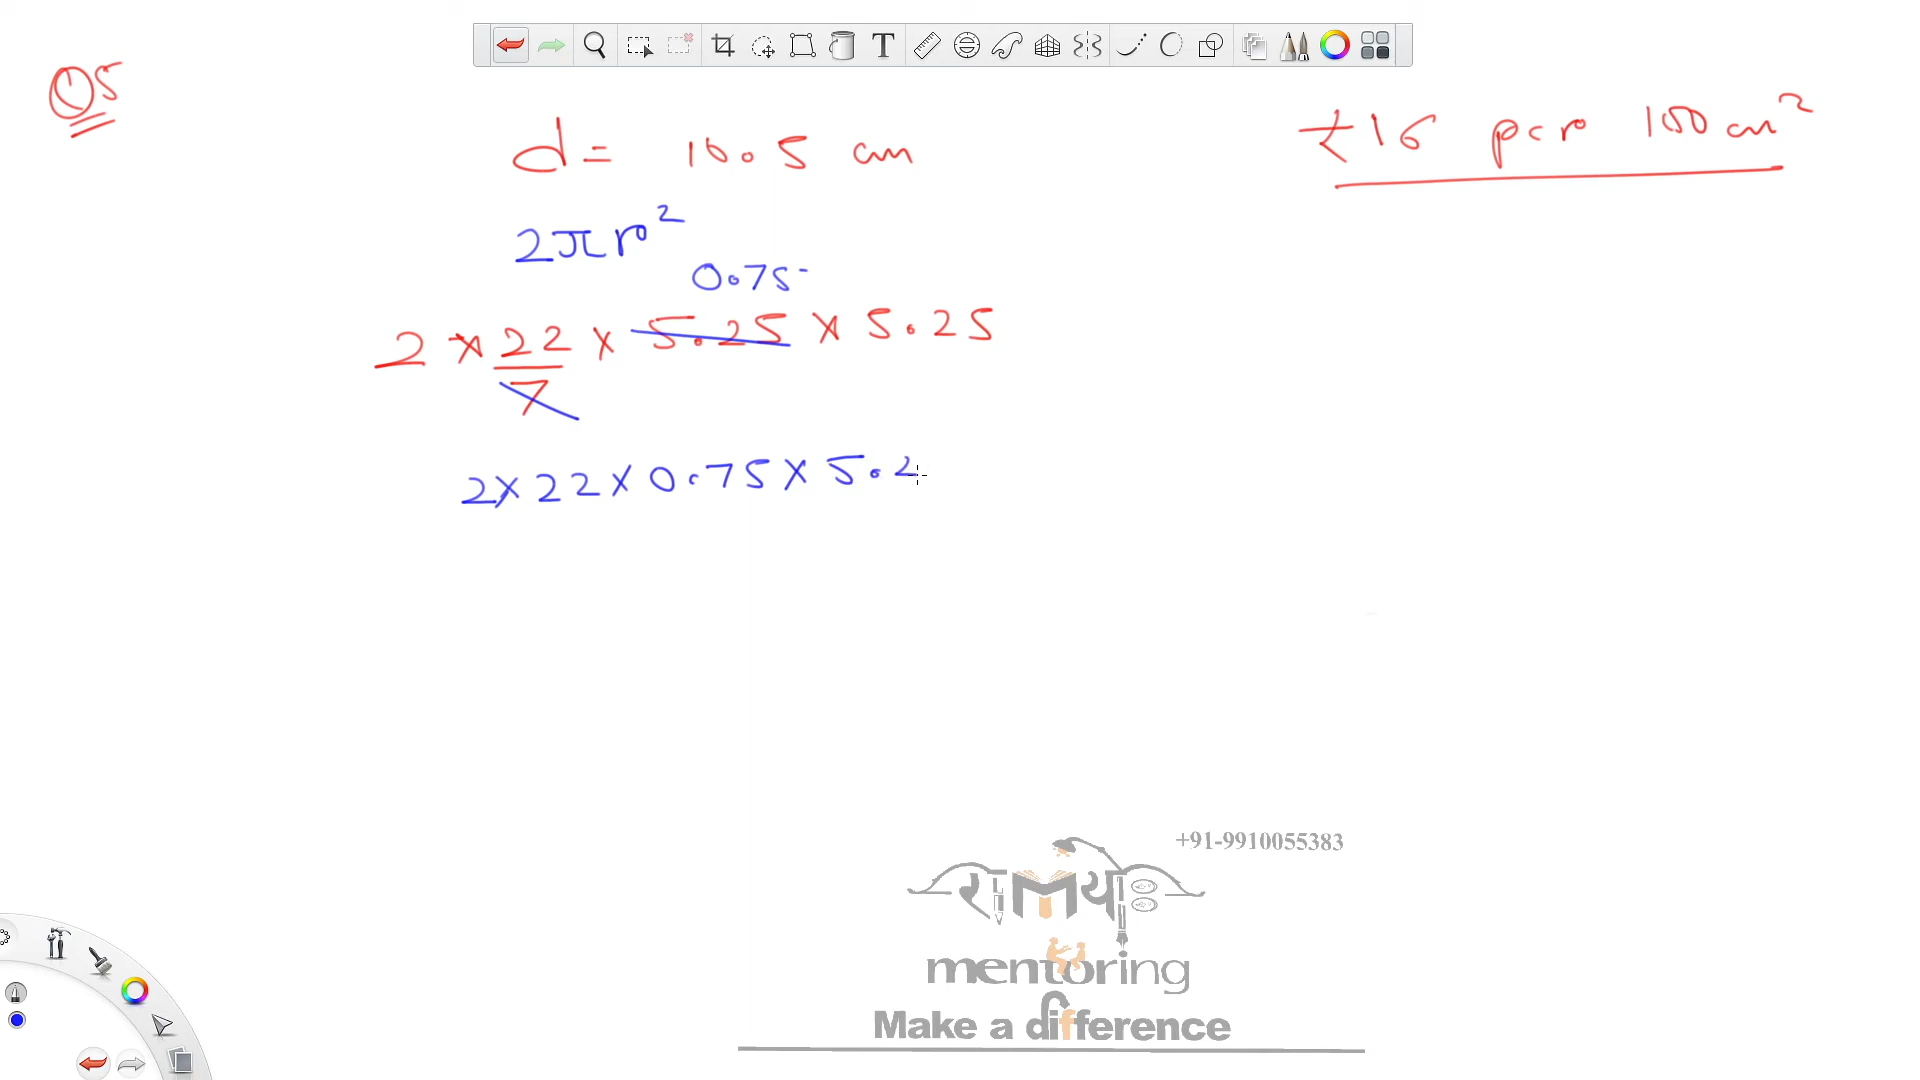 Q5
d = 10.5 cm
₹16 per 100 cm²
2πr²
0.75
2 × 22/7 × 5.25 × 5.25
2 × 22 × 0.75 × 5.2
+91-9910055383
राMयाः
mentoring
Make a difference